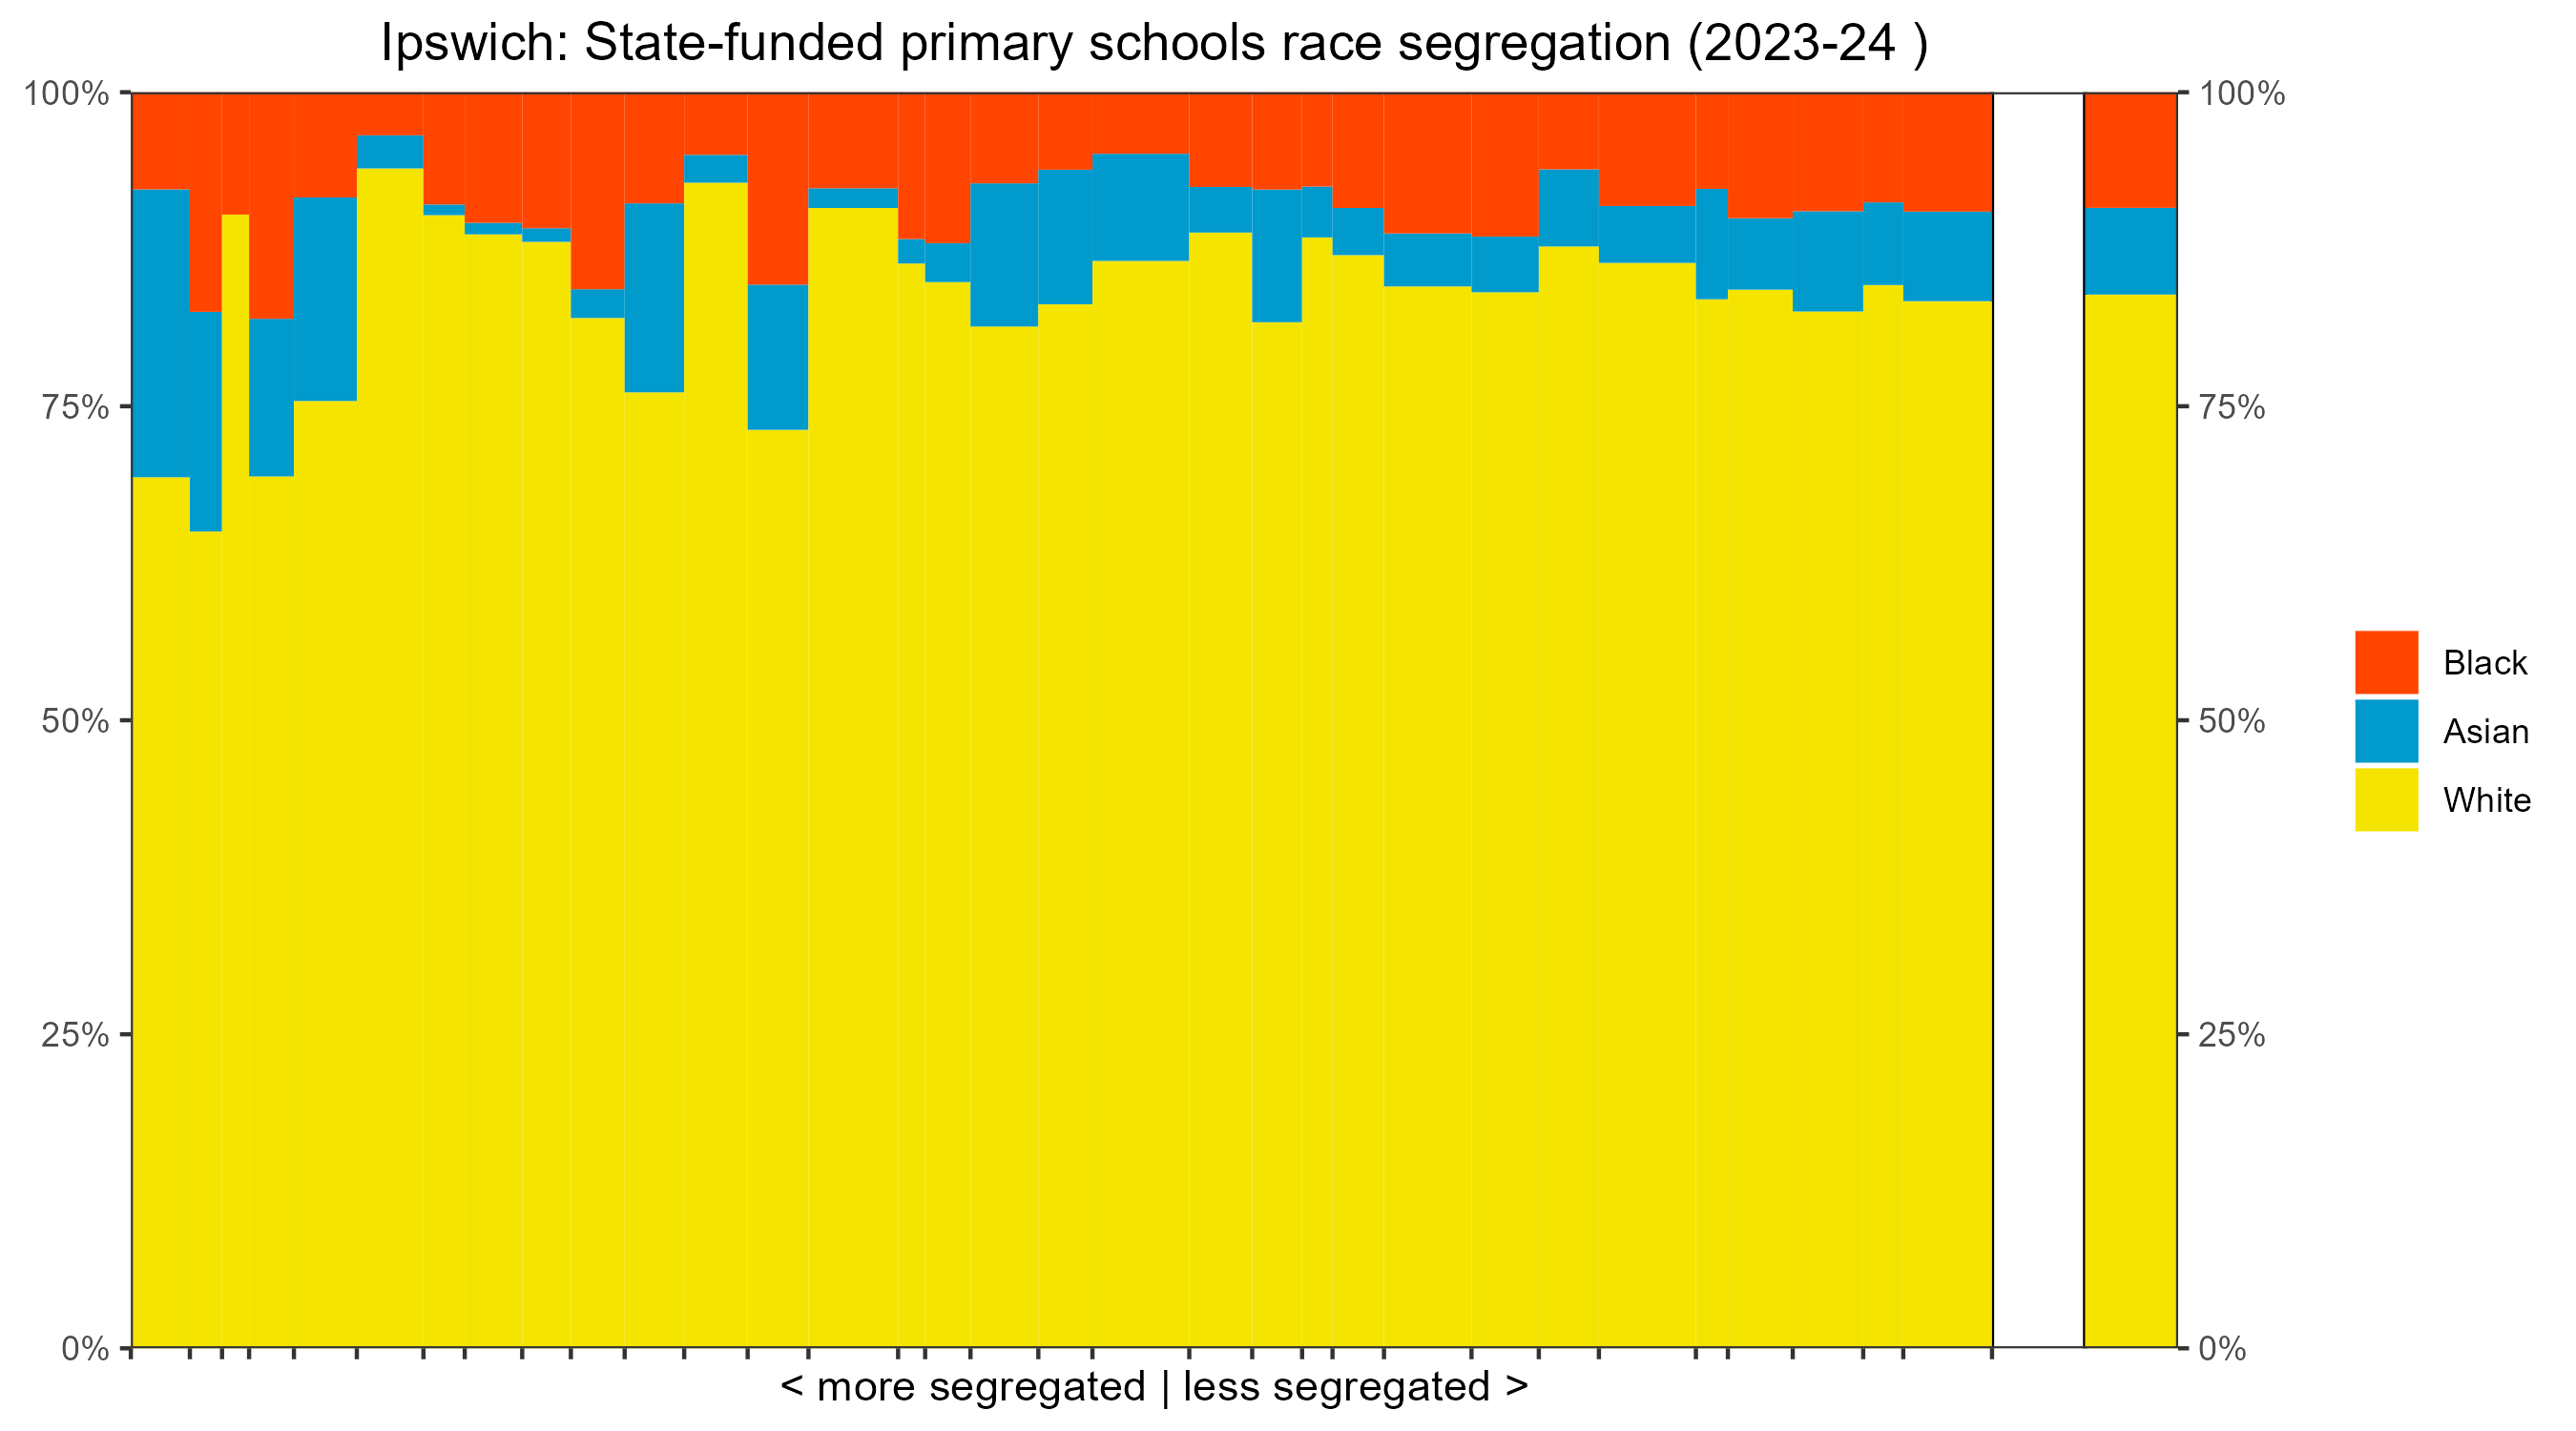 Ipswich: State-funded primary schools race segregation (2023-24 )
100%
75%
50%
25%
0%
100%
75%
50%
25%
0%
Black
Asian
White
< more segregated | less segregated >